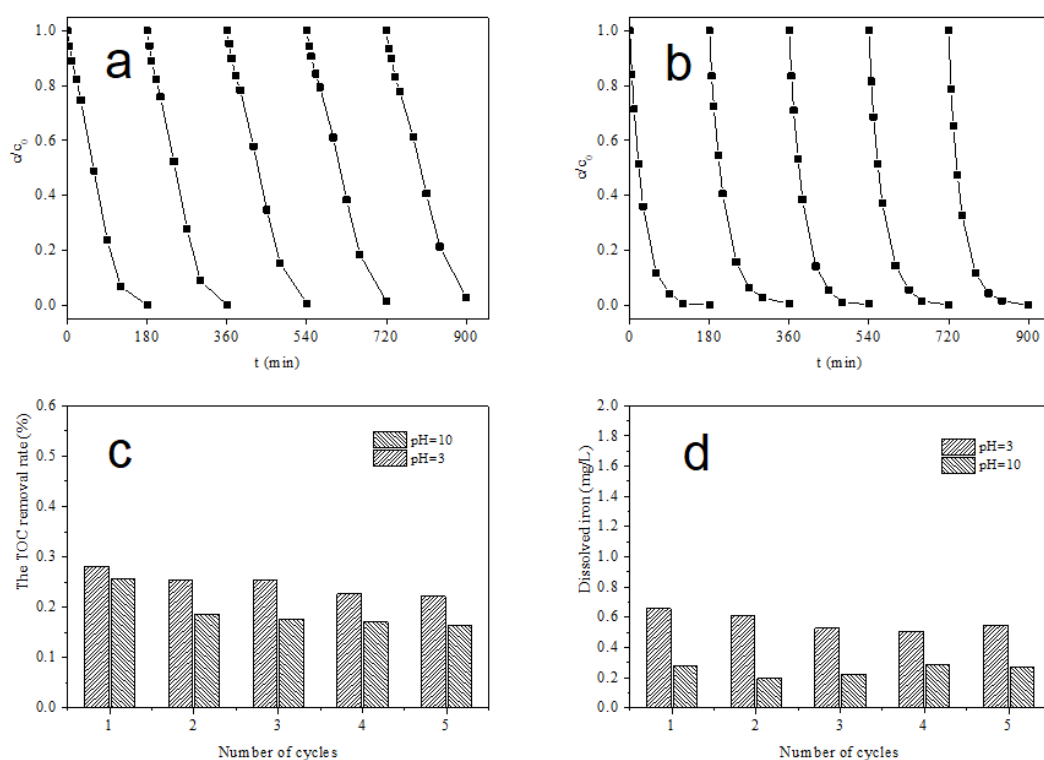 1.0
0.8
0.6
0.4
0.2
0.0
c/c0
a
0 180 360 540 720 900
t (min)
1.0
0.8
0.6
0.4
0.2
0.0
c/c0
b
0 180 360 540 720 900
t (min)
0.6
0.5
0.4
0.3
0.2
0.1
0.0
The TOC removal rate (%)
c
pH=10
pH=3
1 2 3 4 5
Number of cycles
2.0
1.8
1.6
1.4
1.2
1.0
0.8
0.6
0.4
0.2
0.0
Dissolved iron (mg/L)
d
pH=3
pH=10
1 2 3 4 5
Number of cycles